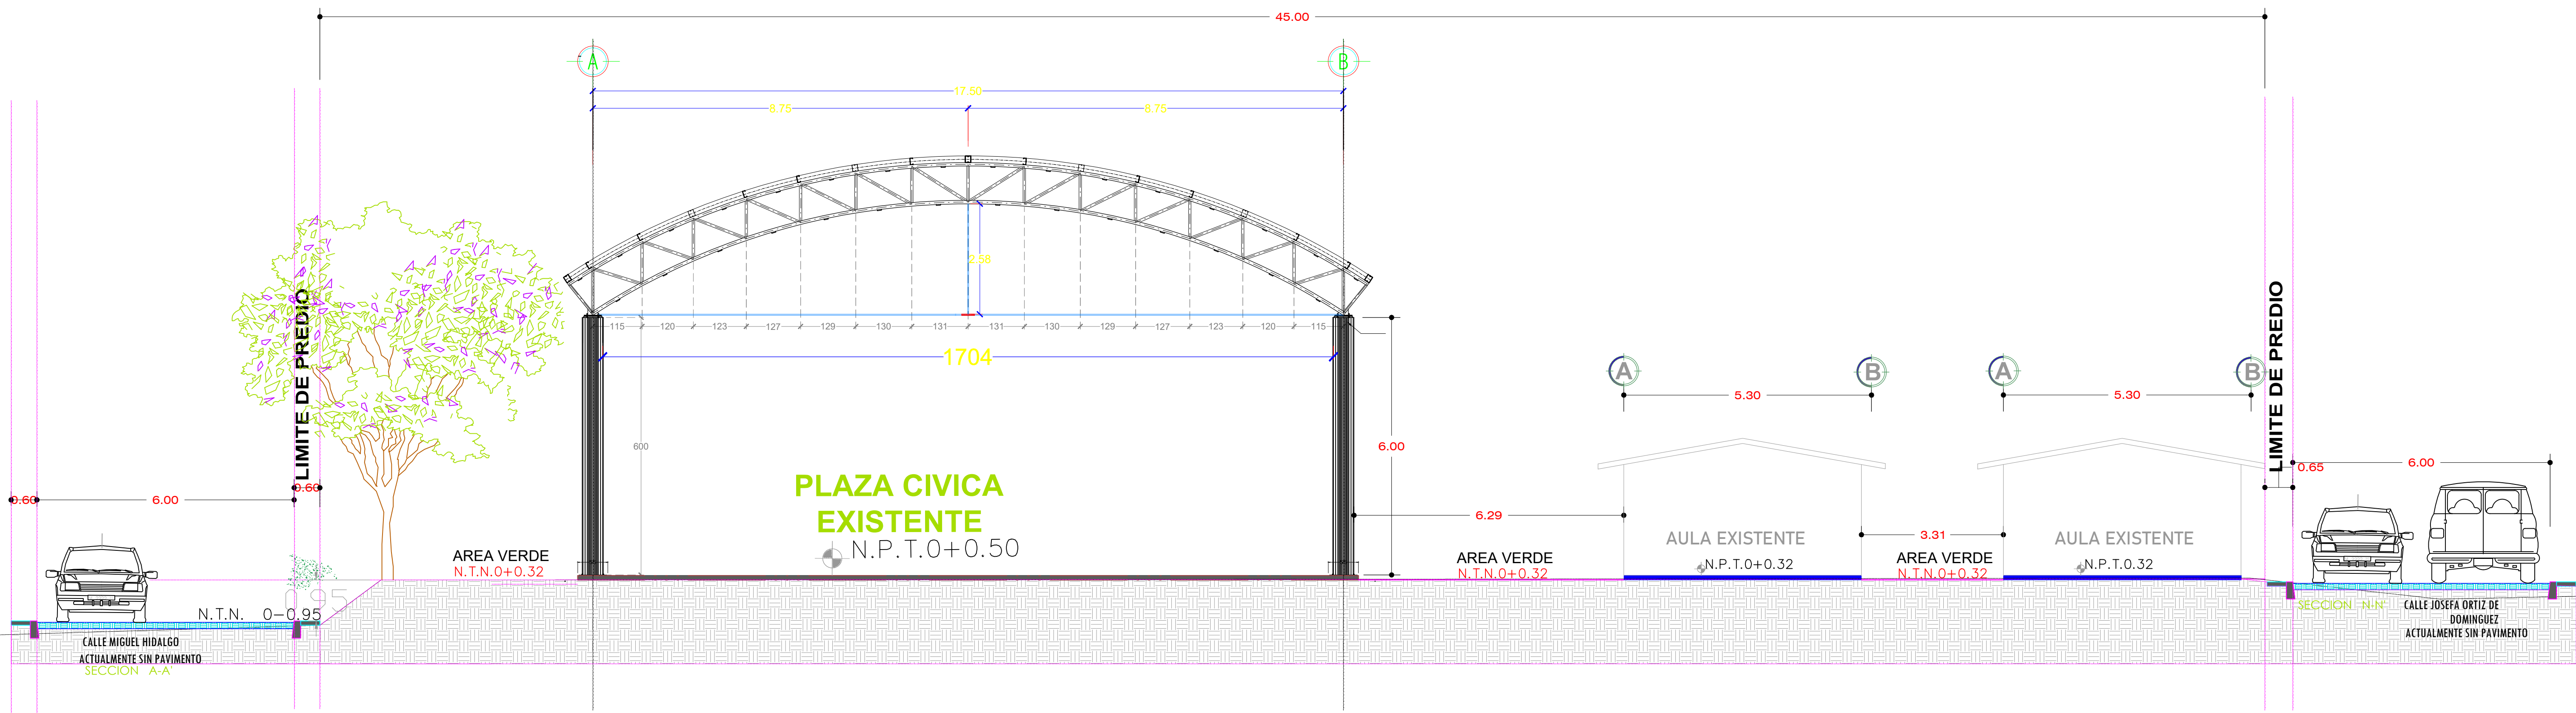 45.00
A
B
17.50
8.75
8.75
2.58
115
120
123
127
129
130
131
131
130
129
127
123
120
115
1704
600
6.00
LIMITE DE PREDIO
0.60
6.00
0.60
PLAZA CIVICA
EXISTENTE
N.P.T.0+0.50
AREA VERDE
N.T.N.0+0.32
0.95
N.T.N. 0-0.95
CALLE MIGUEL HIDALGO
ACTUALMENTE SIN PAVIMENTO
SECCION A-A'
6.29
AREA VERDE
N.T.N.0+0.32
A
B
5.30
AULA EXISTENTE
N.P.T.0+0.32
3.31
AREA VERDE
N.T.N.0+0.32
A
B
5.30
AULA EXISTENTE
N.P.T.0.32
LIMITE DE PREDIO
0.65
6.00
SECCION N-N'
CALLE JOSEFA ORTIZ DE
DOMINGUEZ
ACTUALMENTE SIN PAVIMENTO